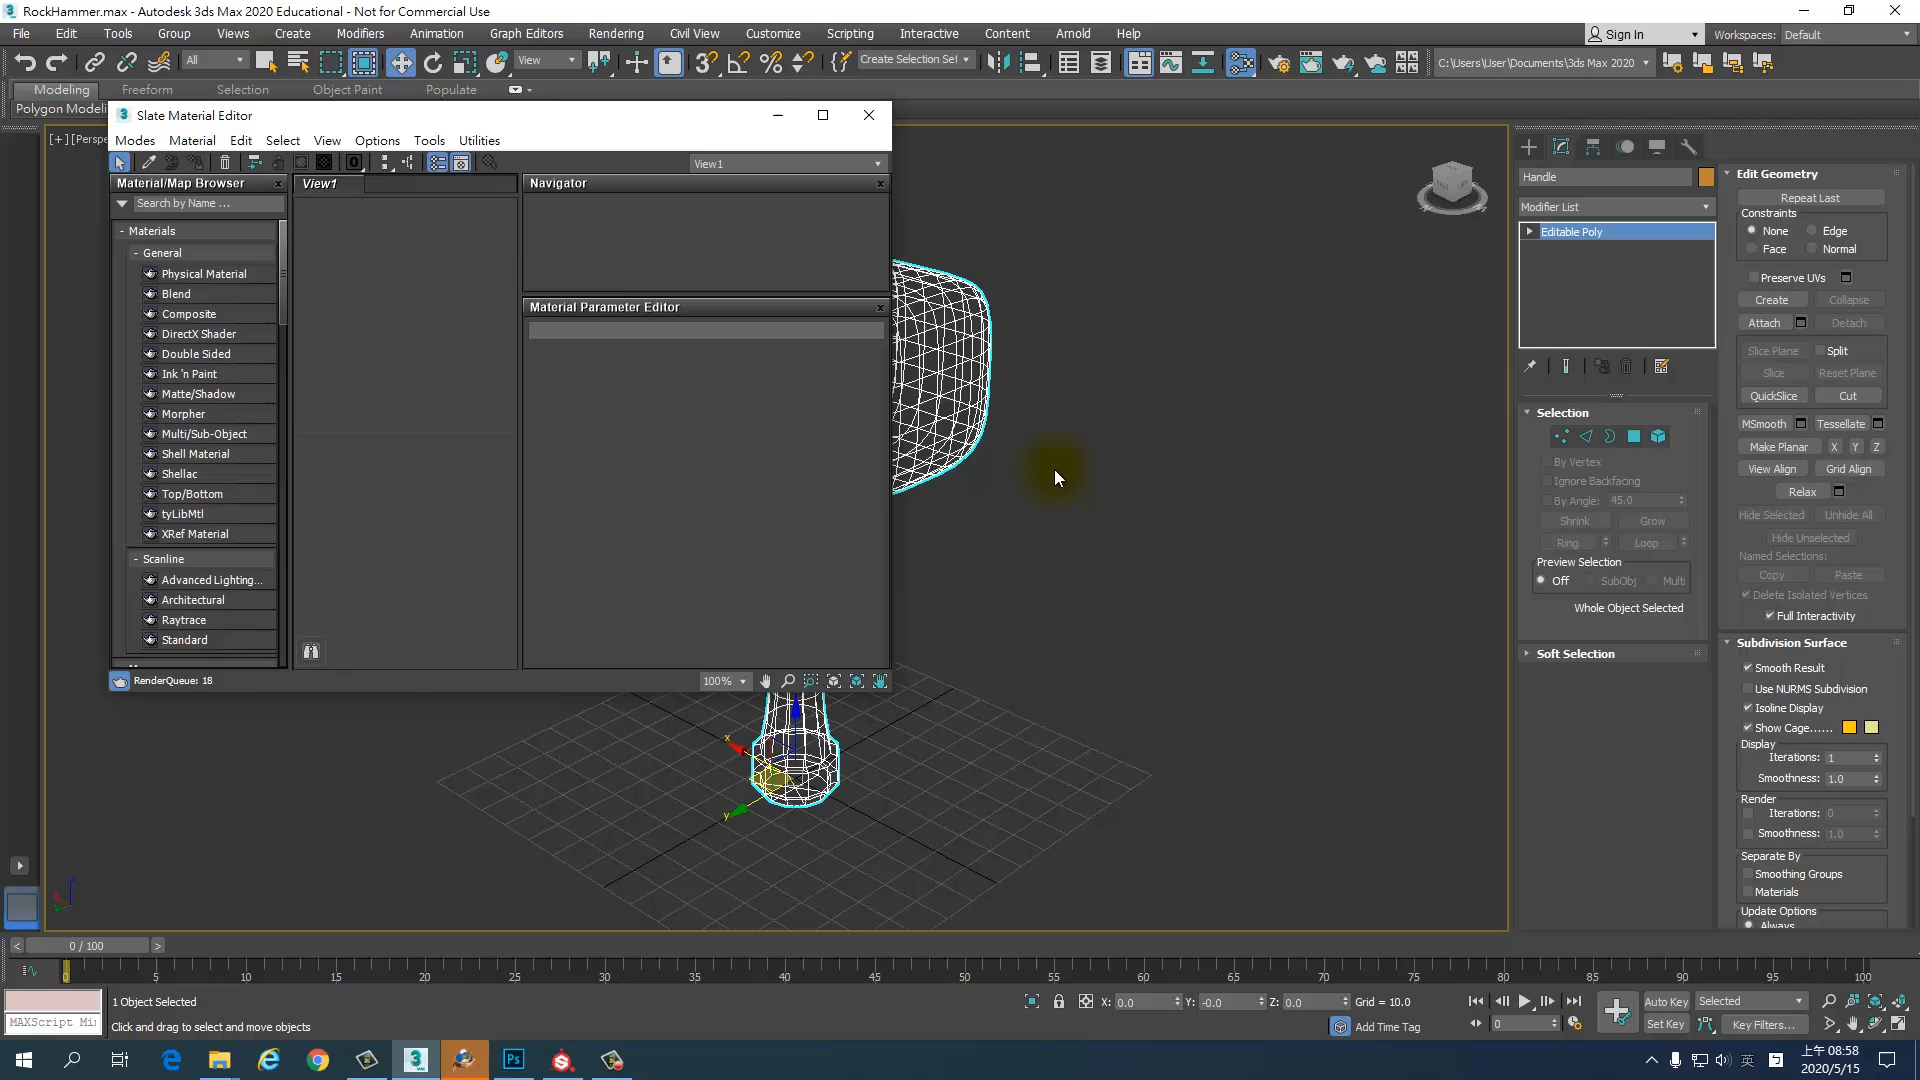 RockHammer.max - Autodesk 3ds Max 2020 Educational - Not for Commercial Use
File Edit Tools Group Views Create Modifiers Animation Graph Editors Rendering Civil View Customize Scripting Interactive Content Arnold Help
Sign In Workspaces: Default
All View Create Selection Set C:\Users\User\Documents\3ds Max 2020
Modeling Freeform Selection Object Paint Populate
Polygon Modeli
[+][Perspe
Slate Material Editor
Modes Material Edit Select View Options Tools Utilities
View1
Material/Map Browser
Search by Name ...
- Materials
- General
Physical Material
Blend
Composite
DirectX Shader
Double Sided
Ink 'n Paint
Matte/Shadow
Morpher
Multi/Sub-Object
Shell Material
Shellac
Top/Bottom
tyLibMtl
XRef Material
- Scanline
Advanced Lighting...
Architectural
Raytrace
Standard
View1
Navigator
Material Parameter Editor
RenderQueue: 18
100%
x
y
z
Handle
Modifier List
Editable Poly
Selection
By Vertex
Ignore Backfacing
By Angle: 45.0
Shrink Grow
Ring Loop
Preview Selection
Off SubObj Multi
Whole Object Selected
Soft Selection
Edit Geometry
Repeat Last
Constraints
None Edge
Face Normal
Preserve UVs
Create Collapse
Attach Detach
Slice Plane Split
Slice Reset Plane
QuickSlice Cut
MSmooth Tessellate
Make Planar X Y Z
View Align Grid Align
Relax
Hide Selected Unhide All
Hide Unselected
Named Selections:
Copy Paste
Delete Isolated Vertices
Full Interactivity
Subdivision Surface
Smooth Result
Use NURMS Subdivision
Isoline Display
Show Cage......
Display
Iterations: 1
Smoothness: 1.0
Render
Iterations: 0
Smoothness: 1.0
Separate By
Smoothing Groups
Materials
Update Options
Always
< 0 / 100 >
0 5 10 15 20 25 30 35 40 45 50 55 60 65 70 75 80 85 90 95 100
1 Object Selected
X: 0.0 Y: -0.0 Z: 0.0 Grid = 10.0
Auto Key Selected
MAXScript Mi
Click and drag to select and move objects
Add Time Tag
0
Set Key Key Filters...
英
上午 08:58
2020/5/15